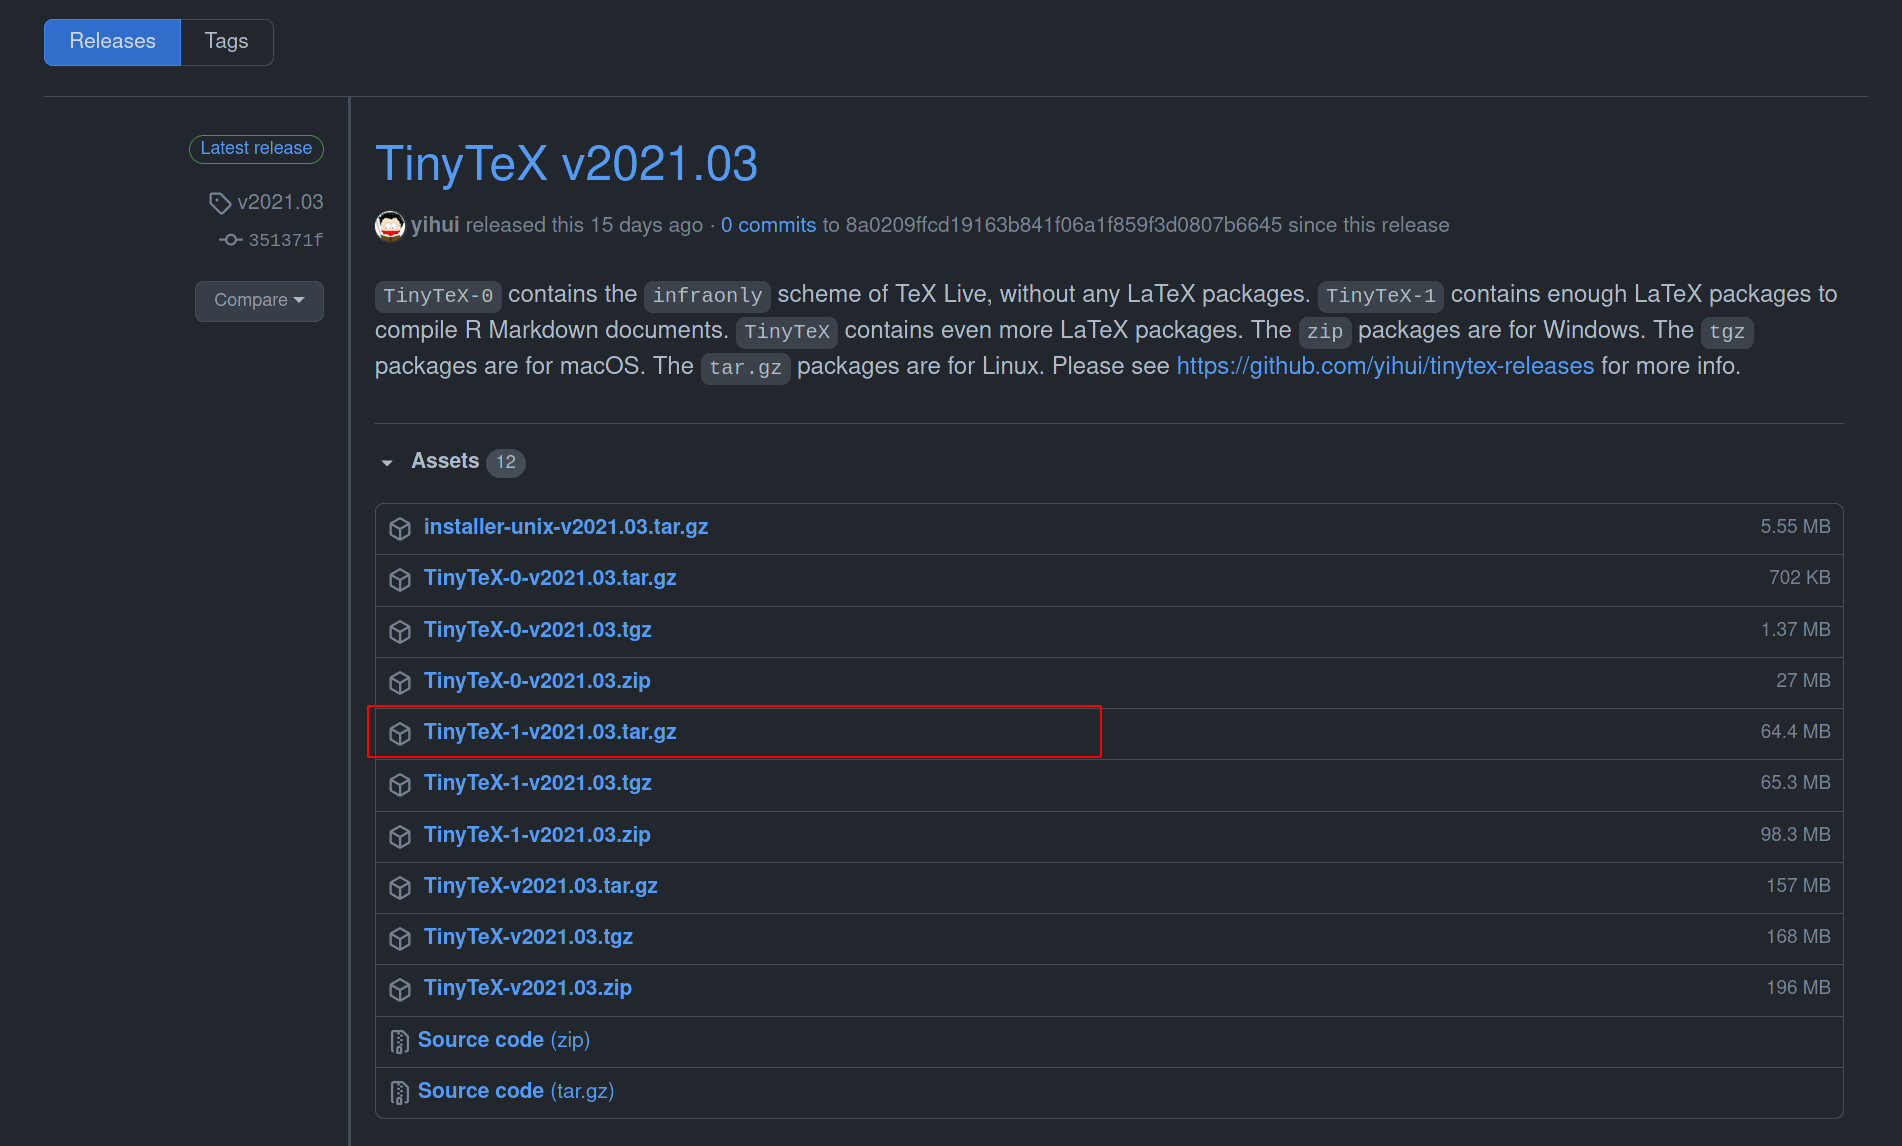 Releases Tags
Latest release
v2021.03
351371f
Compare
TinyTeX v2021.03
yihui released this 15 days ago · 0 commits to 8a0209ffcd19163b841f06a1f859f3d0807b6645 since this release
TinyTeX-0 contains the infraonly scheme of TeX Live, without any LaTeX packages. TinyTeX-1 contains enough LaTeX packages to
compile R Markdown documents. TinyTeX contains even more LaTeX packages. The zip packages are for Windows. The tgz
packages are for macOS. The tar.gz packages are for Linux. Please see https://github.com/yihui/tinytex-releases for more info.
Assets 12
installer-unix-v2021.03.tar.gz 5.55 MB
TinyTeX-0-v2021.03.tar.gz 702 KB
TinyTeX-0-v2021.03.tgz 1.37 MB
TinyTeX-0-v2021.03.zip 27 MB
TinyTeX-1-v2021.03.tar.gz 64.4 MB
TinyTeX-1-v2021.03.tgz 65.3 MB
TinyTeX-1-v2021.03.zip 98.3 MB
TinyTeX-v2021.03.tar.gz 157 MB
TinyTeX-v2021.03.tgz 168 MB
TinyTeX-v2021.03.zip 196 MB
Source code (zip)
Source code (tar.gz)